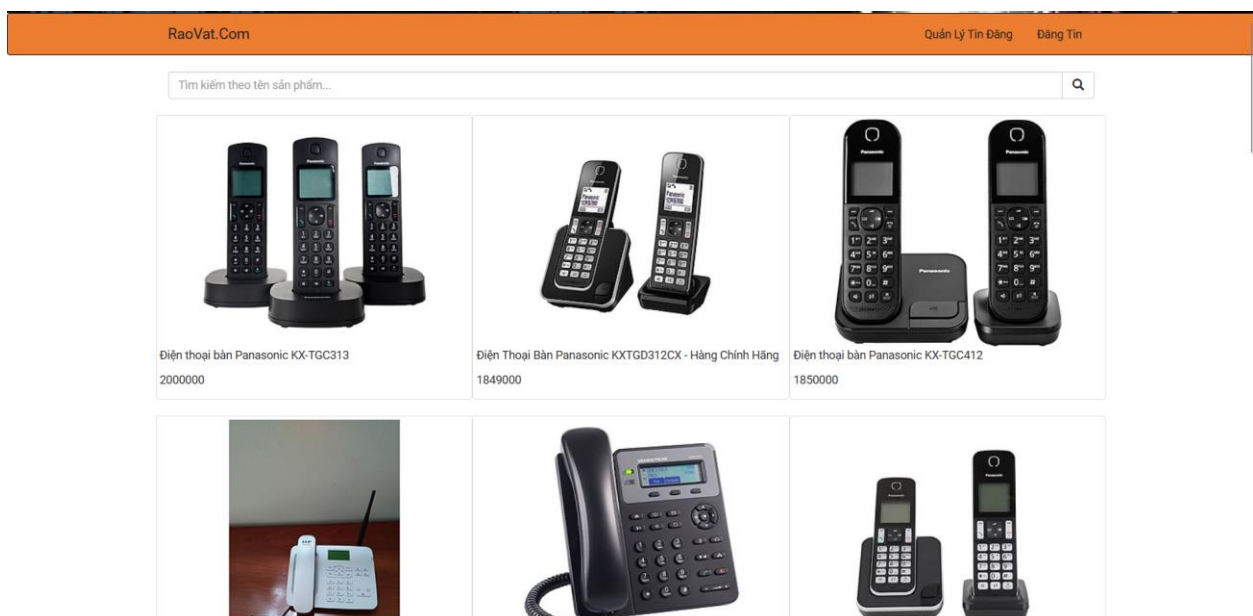 RaoVat.Com
Quản Lý Tin Đăng Đăng Tin
Tìm kiếm theo tên sản phẩm...
Điện thoại bàn Panasonic KX-TGC313
2000000
Điện Thoại Bàn Panasonic KXTGD312CX - Hàng Chính Hãng
1849000
Điện thoại bàn Panasonic KX-TGC412
1850000